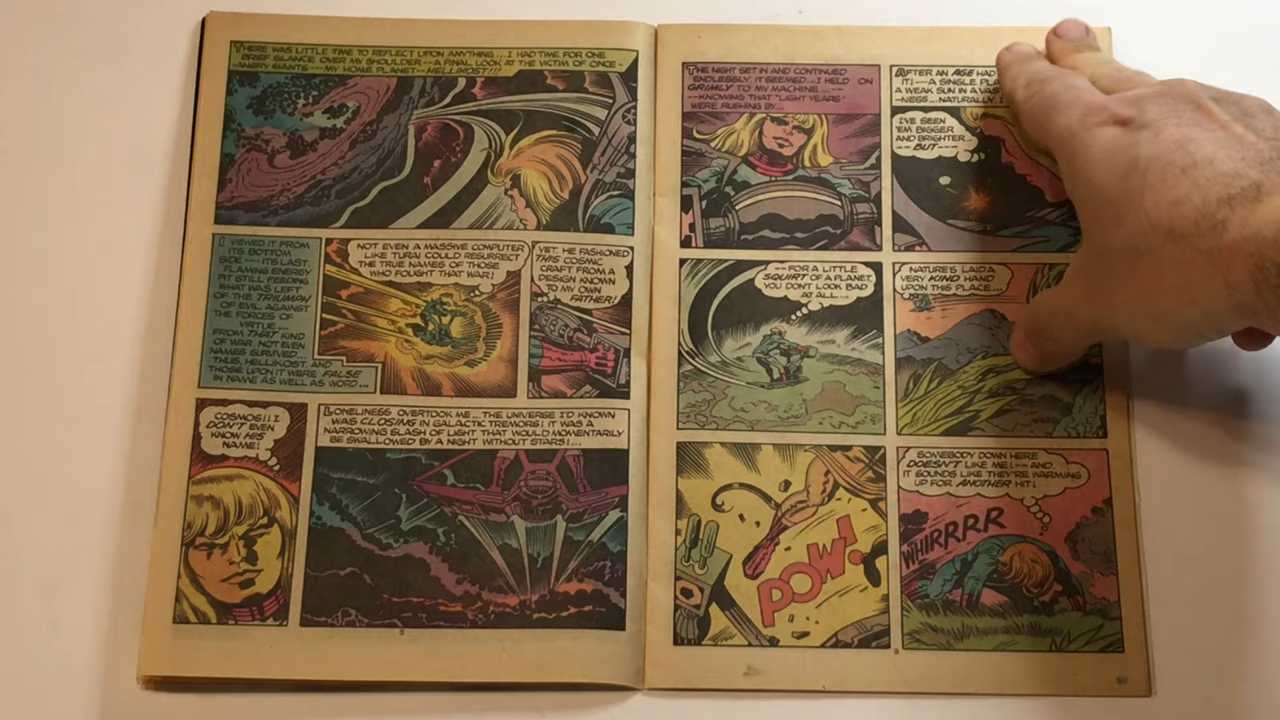 THERE WAS LITTLE TIME TO REFLECT UPON ANYTHING... I HAD TIME FOR ONE
BRIEF GLANCE OVER MY SHOULDER--A FINAL LOOK AT THE VICTIM OF ONCE-
-ANGRY GIANTS---MY HOME PLANET--HELLIKOST!!!
I VIEWED IT FROM
ITS BOTTOM
SIDE---ITS LAST,
FLAMING ENERGY
PIT STILL FEEDING
WHAT WAS LEFT
OF THE TRIUMPH
OF EVIL AGAINST
THE FORCES OF
VIRTUE...
FROM THAT KIND
OF WAR, NOT EVEN
NAMES SURVIVED...
THUS, HELLIKOST AND
THOSE UPON IT WERE FALSE
IN NAME AS WELL AS WORD...
NOT EVEN A MASSIVE COMPUTER
LIKE TURAI COULD RESURRECT
THE TRUE NAMES OF THOSE
WHO FOUGHT THAT WAR!
YET, HE FASHIONED
THIS COSMIC
CRAFT FROM A
DESIGN KNOWN
TO MY OWN
FATHER!
COSMOS!! I
DON'T EVEN
KNOW HIS
NAME!
LONELINESS OVERTOOK ME... THE UNIVERSE I'D KNOWN
WAS CLOSING IN GALACTIC TREMORS! IT WAS A
NARROWING SLASH OF LIGHT THAT WOULD MOMENTARILY
BE SWALLOWED BY A NIGHT WITHOUT STARS!...
8
THE NIGHT SET IN AND CONTINUED
ENDLESSLY, IT SEEMED... I HELD ON
GRIMLY TO MY MACHINE...--
--KNOWING THAT "LIGHT YEARS"
WERE RUSHING BY...
AFTER AN AGE HAD
IT!--A SINGLE
A WEAK SUN IN A
-NESS... NATURALLY, I
I'VE SEEN
'EM BIGGER
AND BRIGHTER...
--BUT---
--FOR A LITTLE
SQUIRT OF A PLANET,
YOU DON'T LOOK BAD
AT ALL...
NATURE'S LAID A
VERY KIND HAND
UPON THIS PLACE...
POW!
SOMEBODY DOWN HERE
DOESN'T LIKE ME!--AND
IT SOUNDS LIKE THEY'RE WARMING
UP FOR ANOTHER HIT!
WHIRRRR
9